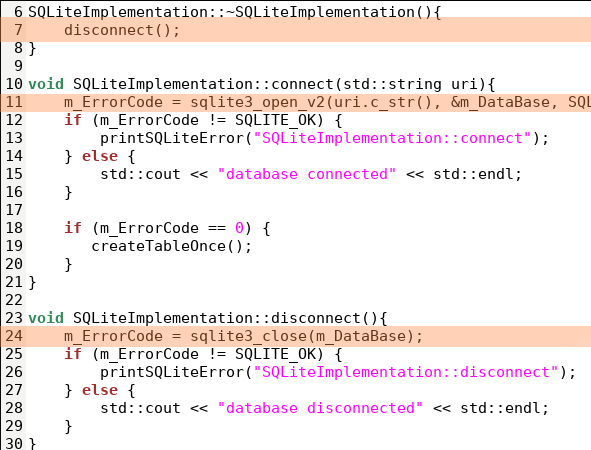 6 SQLiteImplementation::~SQLiteImplementation(){
7     disconnect();
8 }
9
10 void SQLiteImplementation::connect(std::string uri){
11     m_ErrorCode = sqlite3_open_v2(uri.c_str(), &m_DataBase, SQL
12     if (m_ErrorCode != SQLITE_OK) {
13         printSQLiteError("SQLiteImplementation::connect");
14     } else {
15         std::cout << "database connected" << std::endl;
16     }
17
18     if (m_ErrorCode == 0) {
19        createTableOnce();
20     }
21 }
22
23 void SQLiteImplementation::disconnect(){
24     m_ErrorCode = sqlite3_close(m_DataBase);
25     if (m_ErrorCode != SQLITE_OK) {
26         printSQLiteError("SQLiteImplementation::disconnect");
27     } else {
28         std::cout << "database disconnected" << std::endl;
29     }
30 }